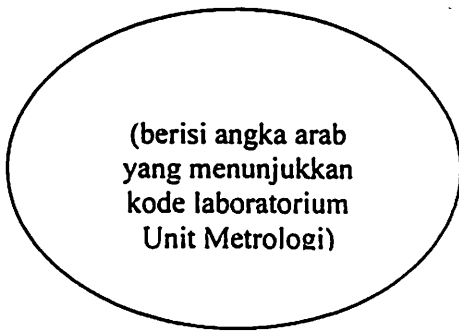 (berisi angka arab
yang menunjukkan
kode laboratorium
Unit Metrologi)